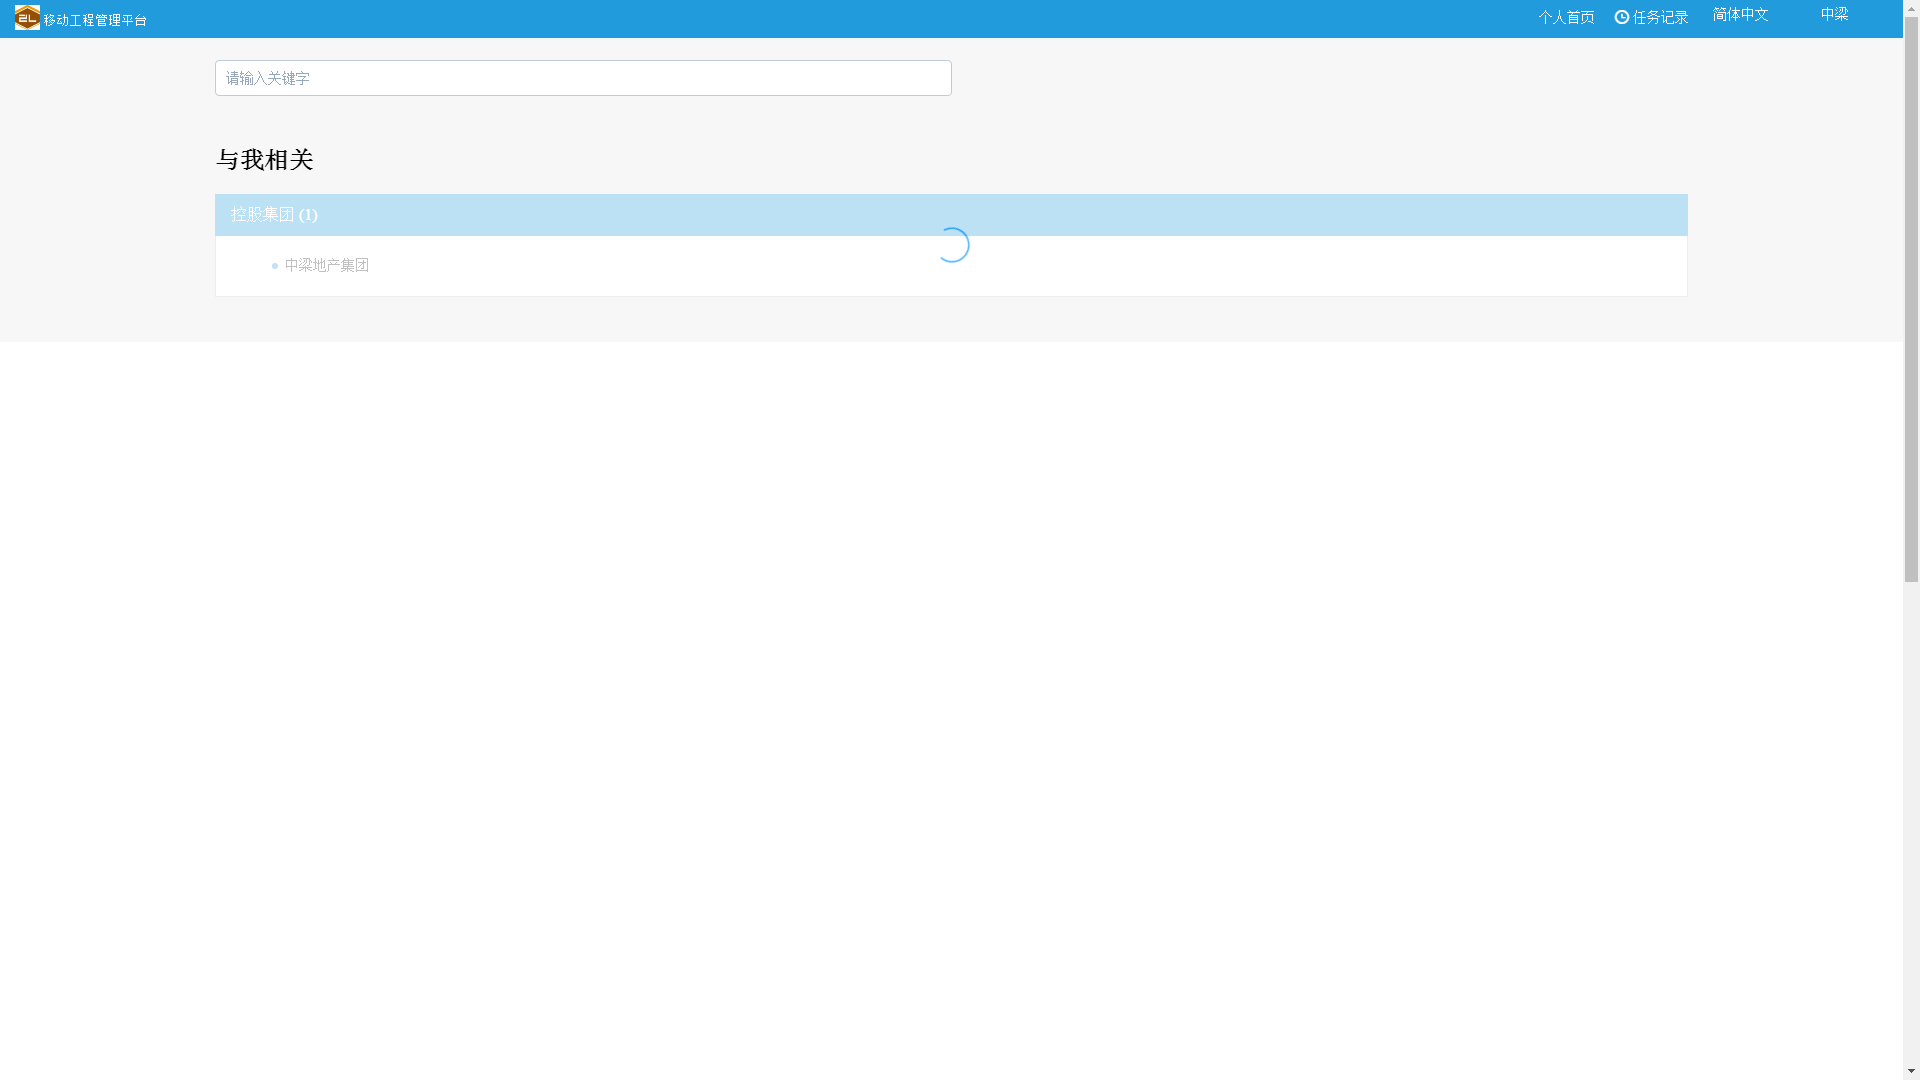 ZL 移动工程管理平台 个人首页 任务记录 简体中文 中梁
请输入关键字
与我相关
控股集团 (1)
中梁地产集团